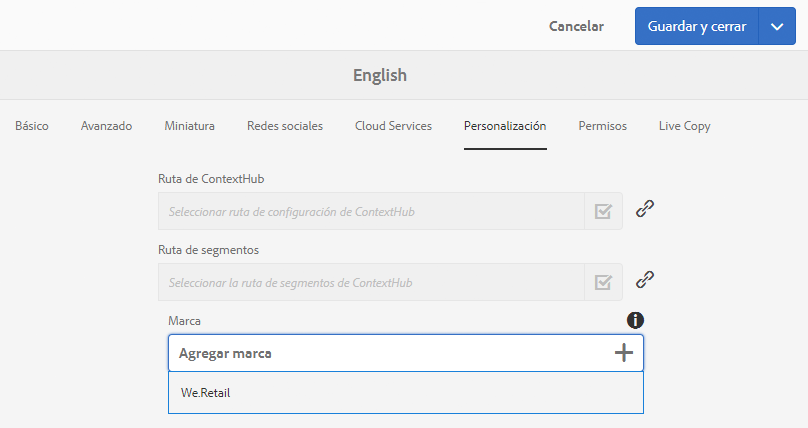 Cancelar
Guardar y cerrar
English
Básico Avanzado Miniatura Redes sociales Cloud Services Personalización Permisos Live Copy
Ruta de ContextHub
Seleccionar ruta de configuración de ContextHub
Ruta de segmentos
Seleccionar la ruta de segmentos de ContextHub
Marca
Agregar marca
We.Retail